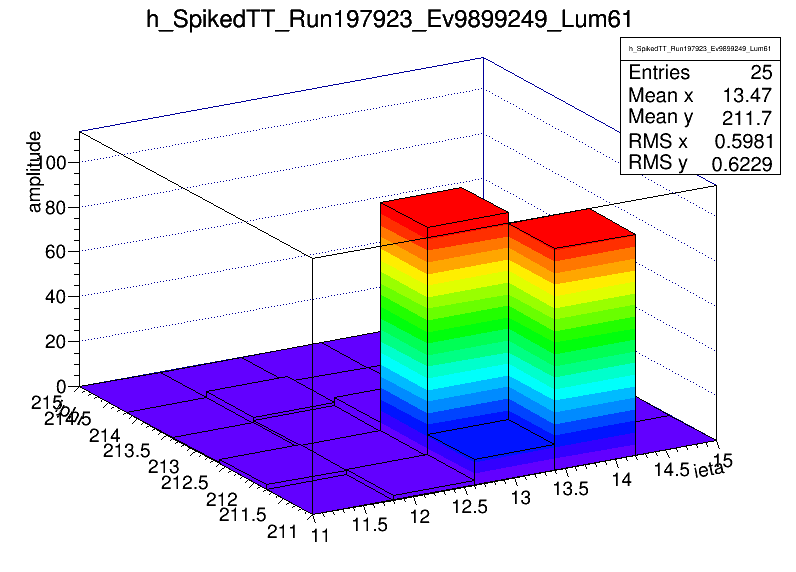 h_SpikedTT_Run197923_Ev9899249_Lum61
h_SpikedTT_Run197923_Ev9899249_Lum61
Entries 25
Mean x 13.47
Mean y 211.7
RMS x 0.5981
RMS y 0.6229
amplitude
00
80
60
40
20
0
215
214.5
214
213.5
213
212.5
212
211.5
211
11
11.5
12
12.5
13
13.5
14
14.5
15
ieta